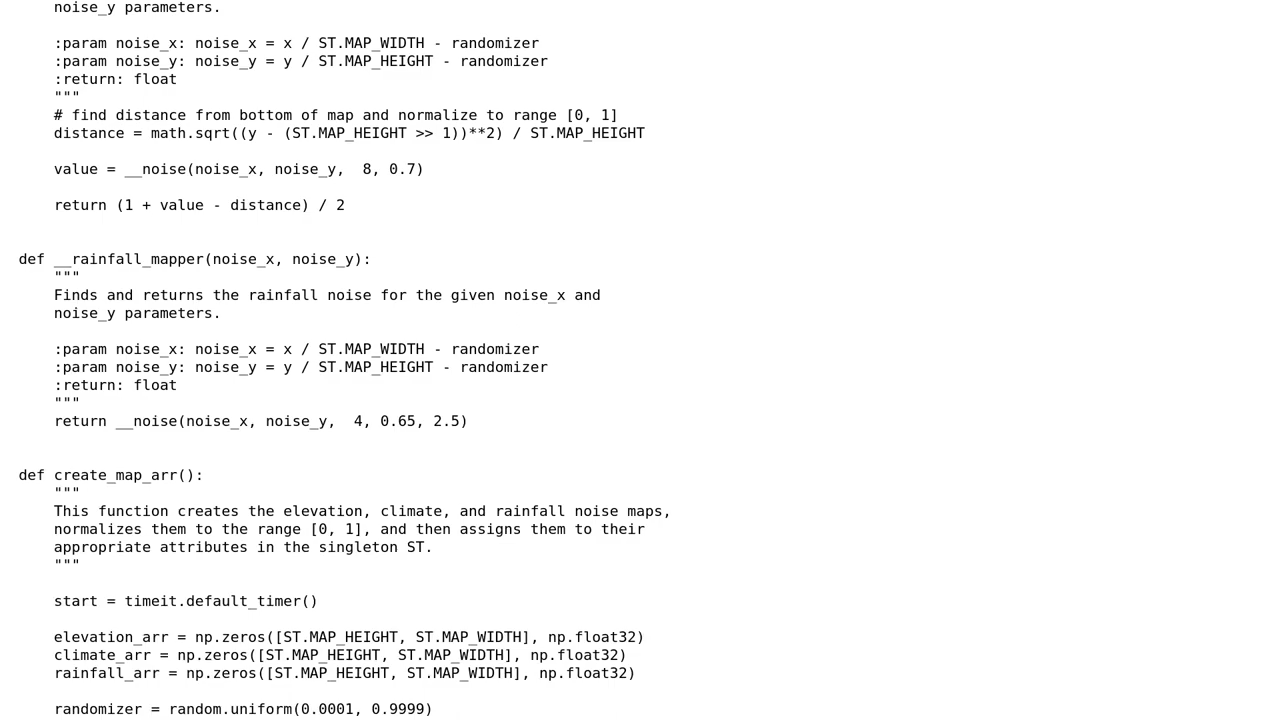 noise_y parameters.

    :param noise_x: noise_x = x / ST.MAP_WIDTH - randomizer
    :param noise_y: noise_y = y / ST.MAP_HEIGHT - randomizer
    :return: float
    """
    # find distance from bottom of map and normalize to range [0, 1]
    distance = math.sqrt((y - (ST.MAP_HEIGHT >> 1))**2) / ST.MAP_HEIGHT

    value = __noise(noise_x, noise_y,  8, 0.7)

    return (1 + value - distance) / 2


def __rainfall_mapper(noise_x, noise_y):
    """
    Finds and returns the rainfall noise for the given noise_x and
    noise_y parameters.

    :param noise_x: noise_x = x / ST.MAP_WIDTH - randomizer
    :param noise_y: noise_y = y / ST.MAP_HEIGHT - randomizer
    :return: float
    """
    return __noise(noise_x, noise_y,  4, 0.65, 2.5)


def create_map_arr():
    """
    This function creates the elevation, climate, and rainfall noise maps,
    normalizes them to the range [0, 1], and then assigns them to their
    appropriate attributes in the singleton ST.
    """

    start = timeit.default_timer()

    elevation_arr = np.zeros([ST.MAP_HEIGHT, ST.MAP_WIDTH], np.float32)
    climate_arr = np.zeros([ST.MAP_HEIGHT, ST.MAP_WIDTH], np.float32)
    rainfall_arr = np.zeros([ST.MAP_HEIGHT, ST.MAP_WIDTH], np.float32)

    randomizer = random.uniform(0.0001, 0.9999)